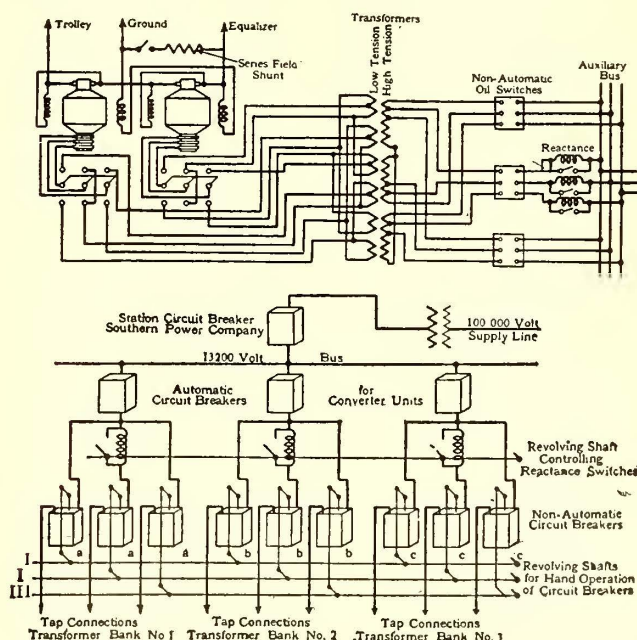 Trolley
Ground
Equalizer
Series Field
Shunt
Transformers
Low Tension
High Tension
Non-Automatic
Oil Switches
Auxiliary
Bus
Reactance
Station Circuit Breaker
Southern Power Company
100 000 Volt
Supply Line
13200 Volt Bus
Automatic
Circuit Breakers
for
Converter Units
Revolving Shaft
Controlling
Reactance Switches
Non-Automatic
Circuit Breakers
a a a b b b c c c
I
I
III
Revolving Shafts
for Hand Operation
of Circuit Breakers
Tap Connections
Transformer Bank No 1
Tap Connections
Transformer Bank No. 2
Tap Connections
Transformer Bank No. 3